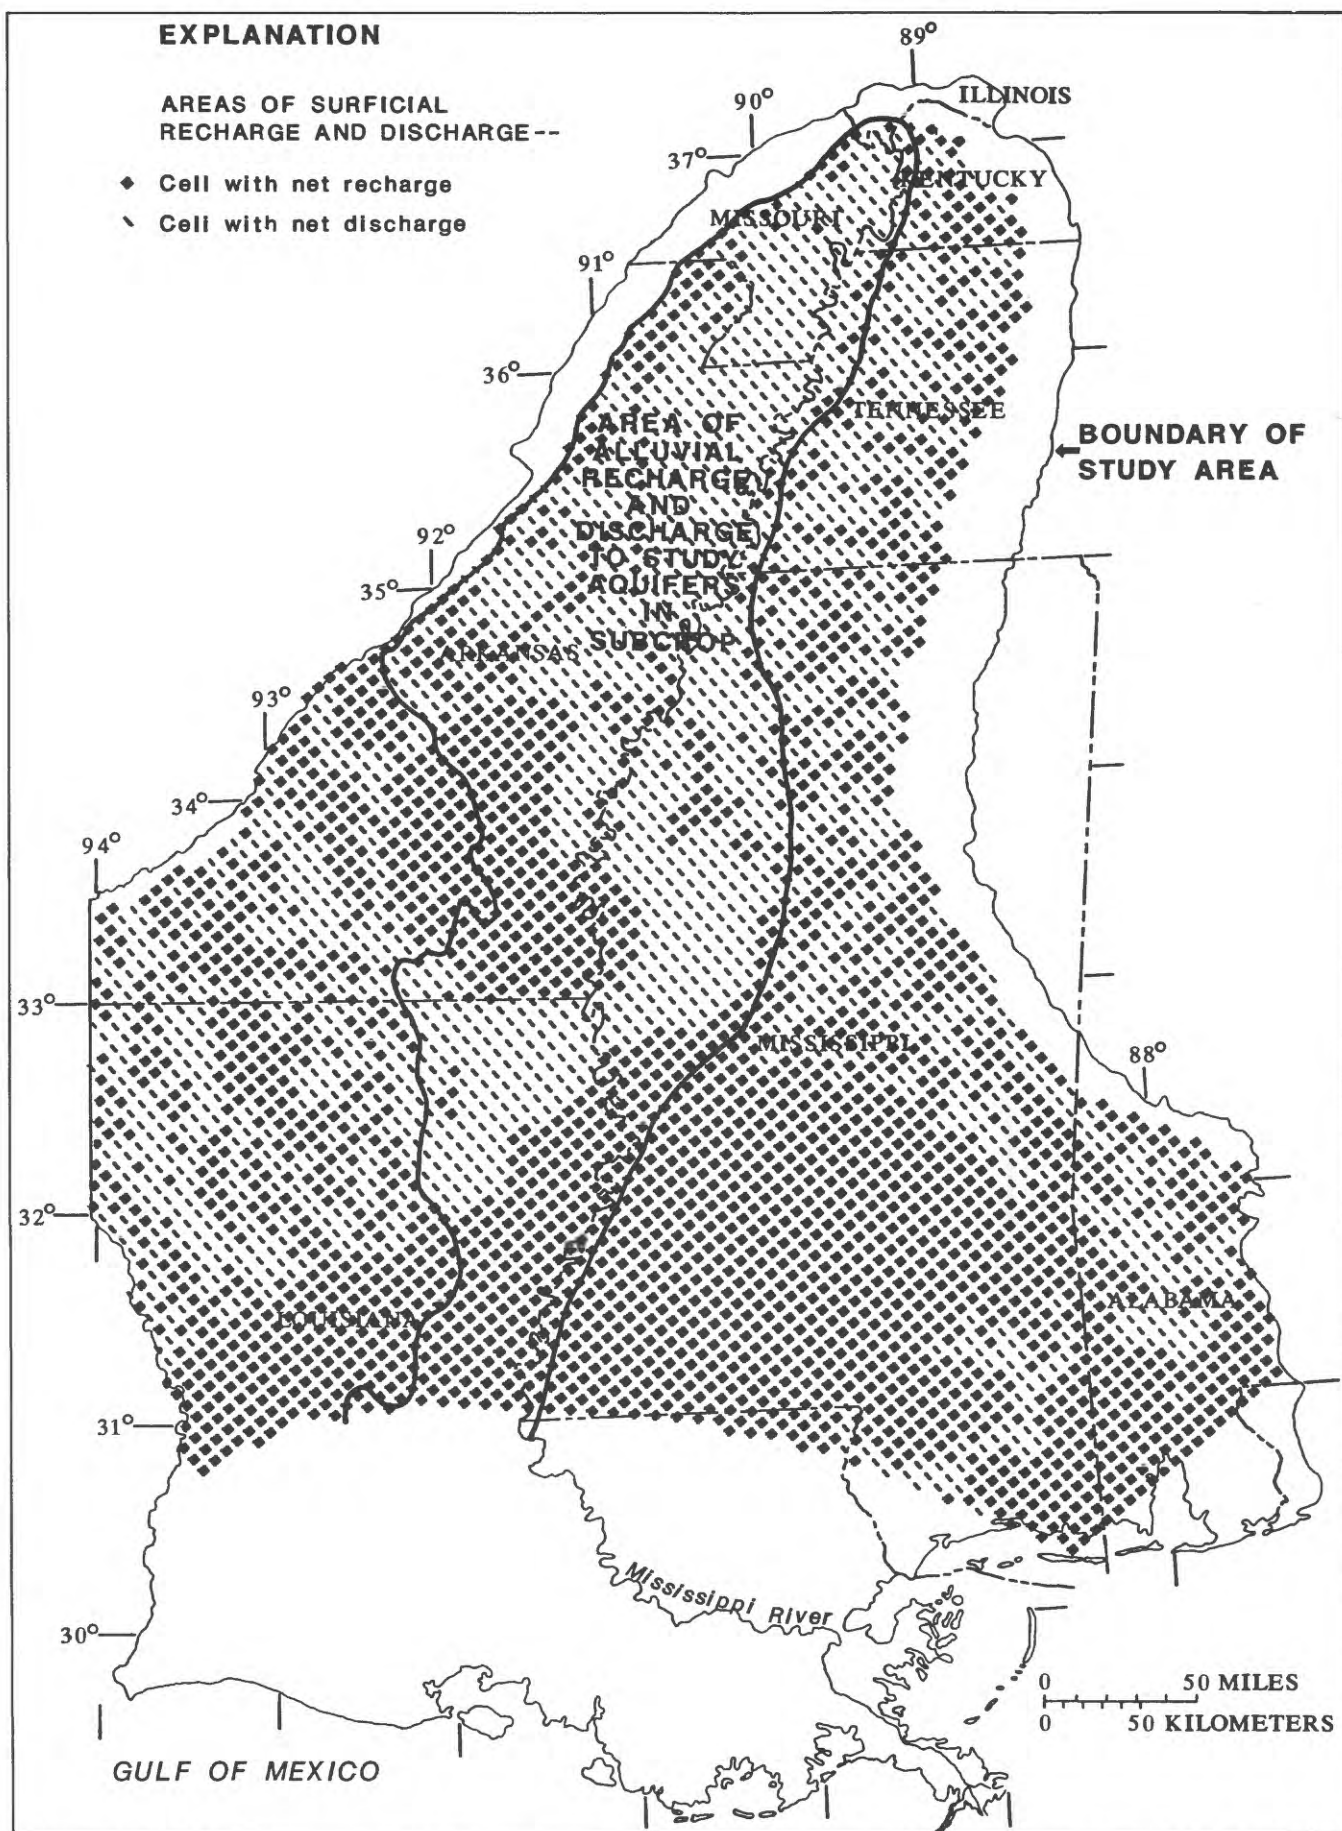 EXPLANATION
AREAS OF SURFICIAL
RECHARGE AND DISCHARGE--
Cell with net recharge
Cell with net discharge
89°
ILLINOIS
90°
37°
KENTUCKY
MISSOURI
91°
36°
TENNESSEE
AREA OF
ALLUVIAL
RECHARGE
AND
DISCHARGE
TO STUDY
AQUIFERS
IN
SUBCROP
BOUNDARY OF
STUDY AREA
92°
35°
ARKANSAS
93°
34°
94°
33°
MISSISSIPPI
88°
32°
ALABAMA
LOUISIANA
31°
Mississippi River
30°
0 50 MILES
0 50 KILOMETERS
GULF OF MEXICO